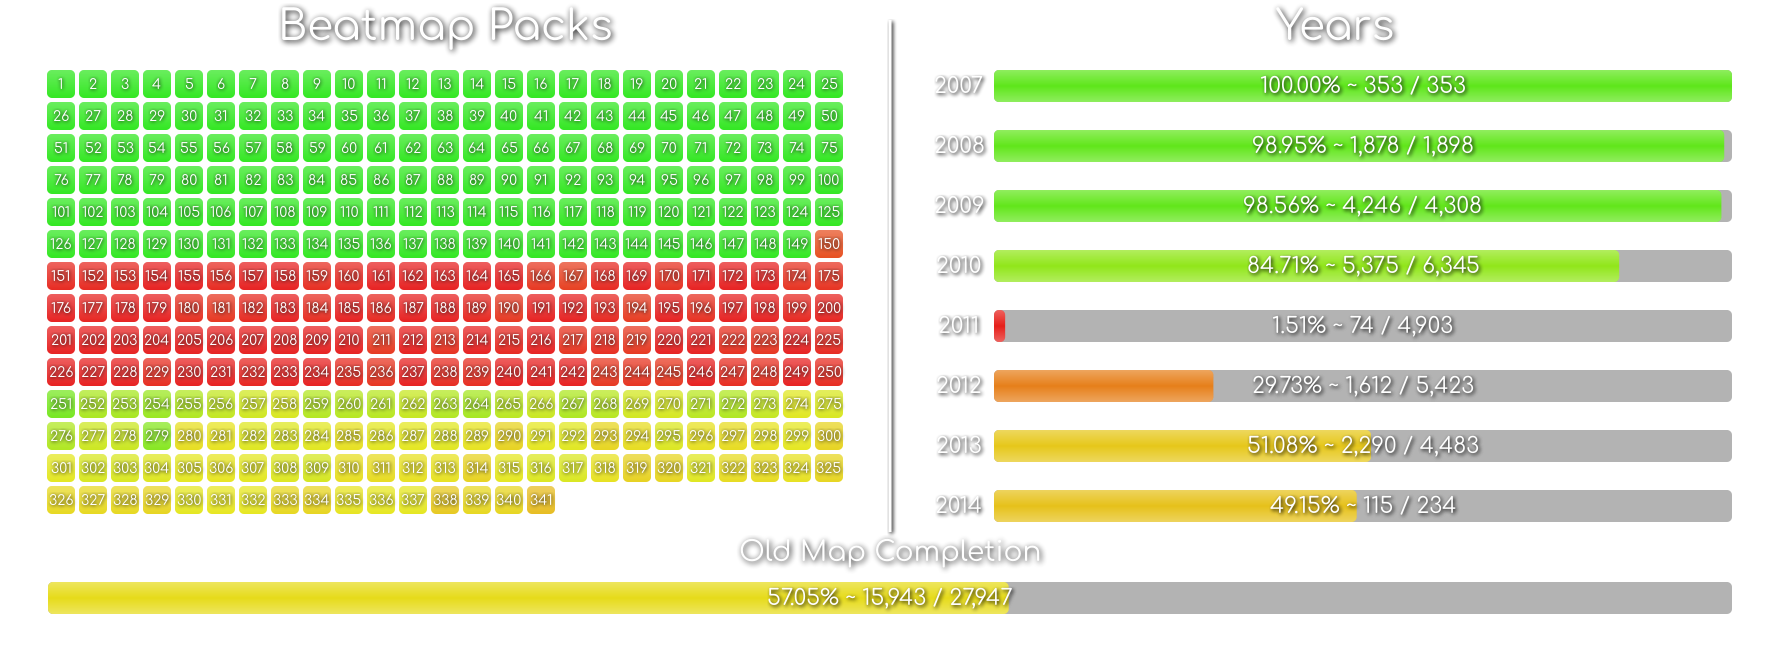 Beatmap Packs
1 2 3 4 5 6 7 8 9 10 11 12 13 14 15 16 17 18 19 20 21 22 23 24 25
26 27 28 29 30 31 32 33 34 35 36 37 38 39 40 41 42 43 44 45 46 47 48 49 50
51 52 53 54 55 56 57 58 59 60 61 62 63 64 65 66 67 68 69 70 71 72 73 74 75
76 77 78 79 80 81 82 83 84 85 86 87 88 89 90 91 92 93 94 95 96 97 98 99 100
101 102 103 104 105 106 107 108 109 110 111 112 113 114 115 116 117 118 119 120 121 122 123 124 125
126 127 128 129 130 131 132 133 134 135 136 137 138 139 140 141 142 143 144 145 146 147 148 149 150
151 152 153 154 155 156 157 158 159 160 161 162 163 164 165 166 167 168 169 170 171 172 173 174 175
176 177 178 179 180 181 182 183 184 185 186 187 188 189 190 191 192 193 194 195 196 197 198 199 200
201 202 203 204 205 206 207 208 209 210 211 212 213 214 215 216 217 218 219 220 221 222 223 224 225
226 227 228 229 230 231 232 233 234 235 236 237 238 239 240 241 242 243 244 245 246 247 248 249 250
251 252 253 254 255 256 257 258 259 260 261 262 263 264 265 266 267 268 269 270 271 272 273 274 275
276 277 278 279 280 281 282 283 284 285 286 287 288 289 290 291 292 293 294 295 296 297 298 299 300
301 302 303 304 305 306 307 308 309 310 311 312 313 314 315 316 317 318 319 320 321 322 323 324 325
326 327 328 329 330 331 332 333 334 335 336 337 338 339 340 341
Years
2007 100.00% ~ 353 / 353
2008 98.95% ~ 1,878 / 1,898
2009 98.56% ~ 4,246 / 4,308
2010 84.71% ~ 5,375 / 6,345
2011 1.51% ~ 74 / 4,903
2012 29.73% ~ 1,612 / 5,423
2013 51.08% ~ 2,290 / 4,483
2014 49.15% ~ 115 / 234
Old Map Completion
57.05% ~ 15,943 / 27,947